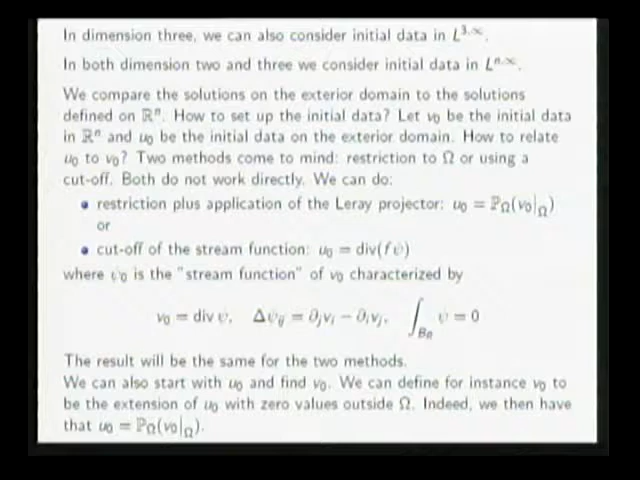 In dimension three, we can also consider initial data in L^{3,∞}.
In both dimension two and three we consider initial data in L^{n,∞}.
We compare the solutions on the exterior domain to the solutions
defined on ℝⁿ. How to set up the initial data? Let v₀ be the initial data
in ℝⁿ and u₀ be the initial data on the exterior domain. How to relate
u₀ to v₀? Two methods come to mind: restriction to Ω or using a
cut-off. Both do not work directly. We can do:
• restriction plus application of the Leray projector: u₀ = ℙ_Ω(v₀|_Ω)
or
• cut-off of the stream function: u₀ = div(fψ)
where ψ₀ is the "stream function" of v₀ characterized by
v₀ = div ψ, Δψ_{ij} = ∂_j v_i − ∂_i v_j, ∫_{B_R} ψ = 0
The result will be the same for the two methods.
We can also start with u₀ and find v₀. We can define for instance v₀ to
be the extension of u₀ with zero values outside Ω. Indeed, we then have
that u₀ = ℙ_Ω(v₀|_Ω).